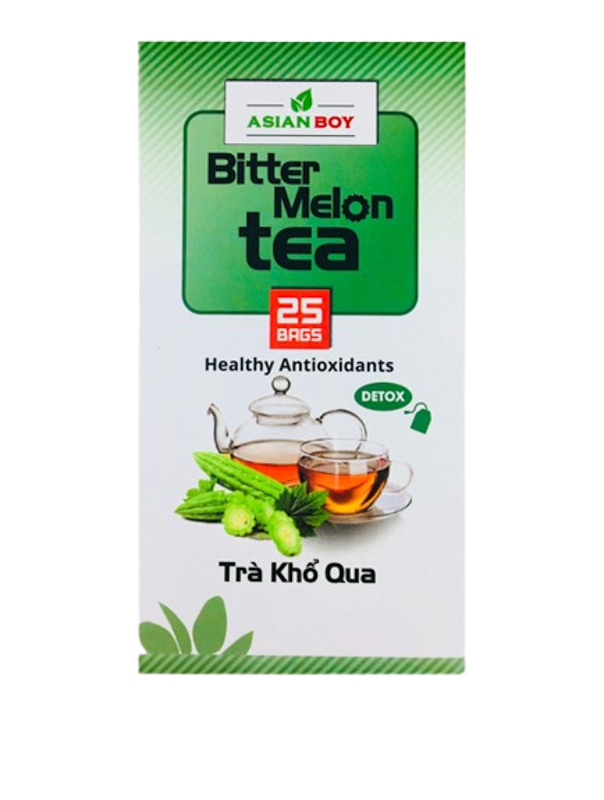 ASIAN BOY
Bitter
Melon
tea
25
BAGS
Healthy Antioxidants
DETOX
Trà Khổ Qua